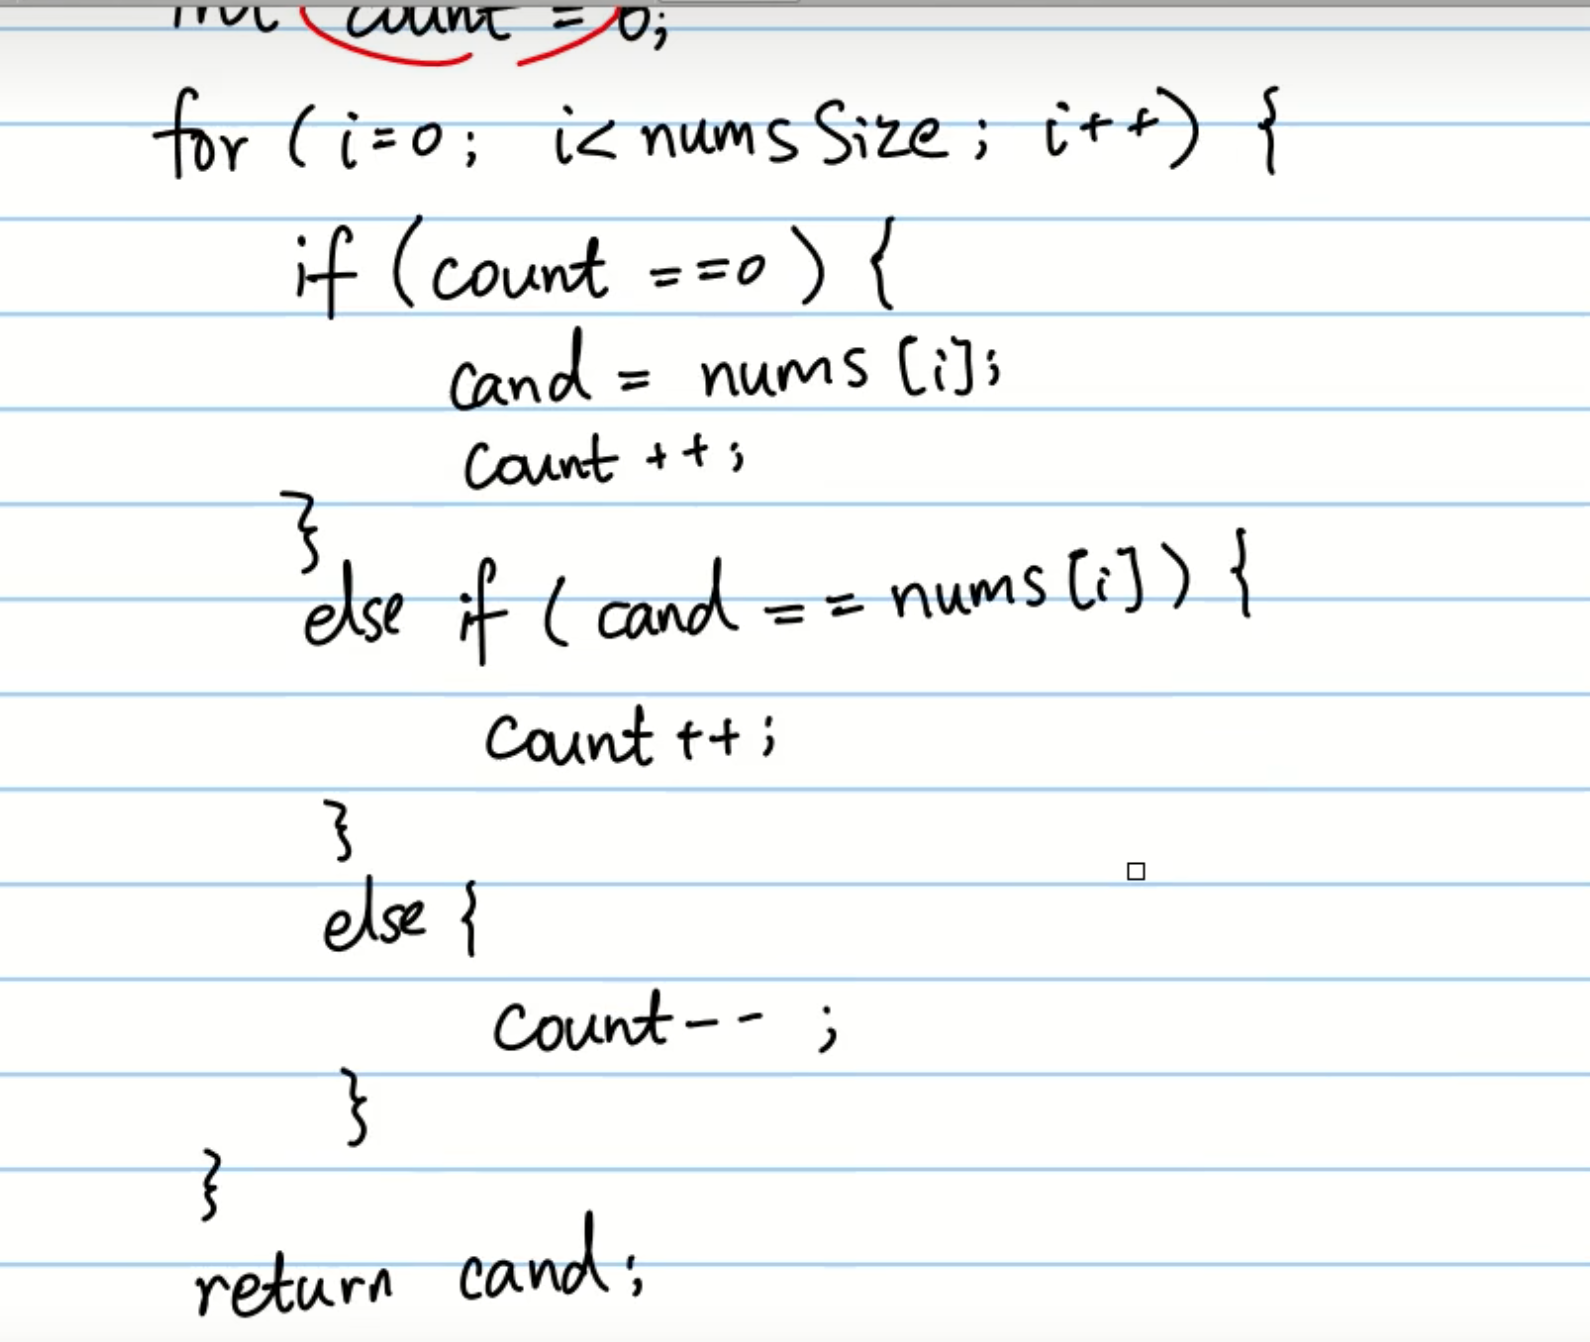 int count = 0;
for (i=0; i<numsSize; i++) {
if (count ==0) {
cand = nums [i];
count ++;
}
else if (cand == nums [i]) {
count ++;
}
else {
count-- ;
}
}
return cand;